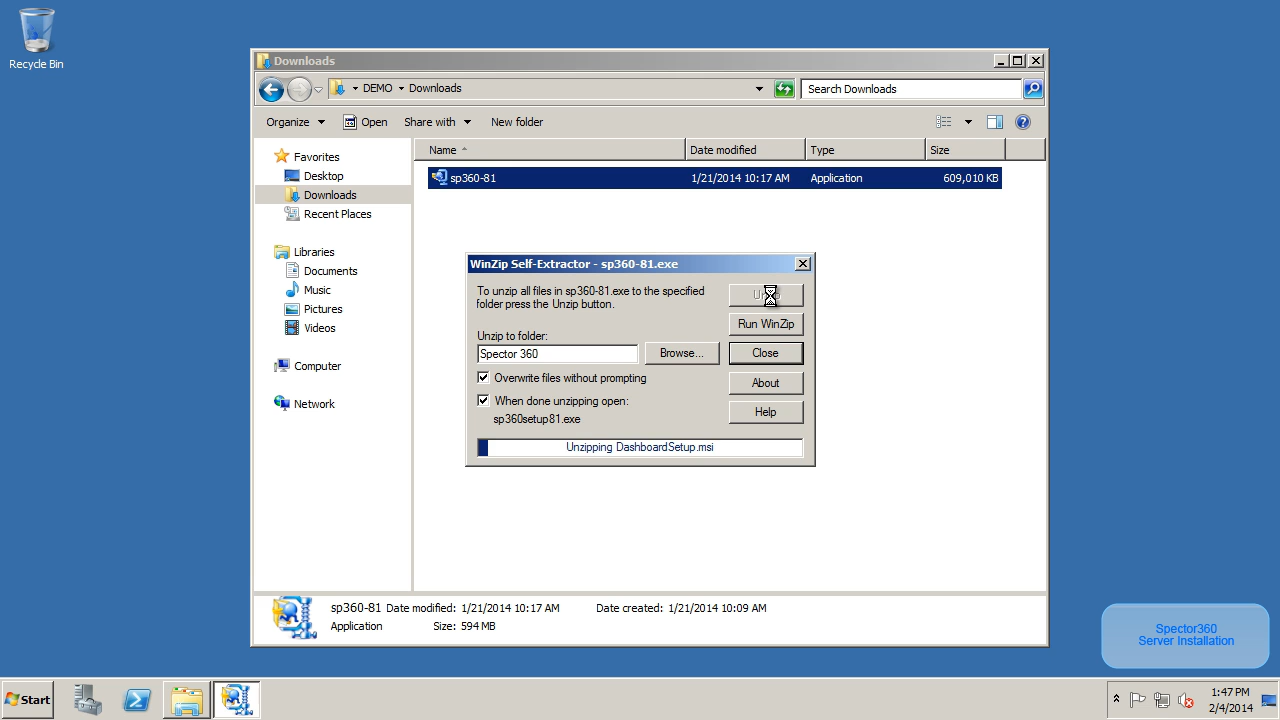 Recycle Bin
Downloads
DEMO
Downloads
Search Downloads
Organize
Open
Share with
New folder
Name
Date modified
Type
Size
Favorites
Desktop
Downloads
Recent Places
Libraries
Documents
Music
Pictures
Videos
Computer
Network
sp360-81
1/21/2014 10:17 AM
Application
609,010 KB
WinZip Self-Extractor - sp360-81.exe
To unzip all files in sp360-81.exe to the specified
folder press the Unzip button.
Unzip to folder:
Spector 360
Browse...
Run WinZip
Close
About
Help
Overwrite files without prompting
When done unzipping open:
sp360setup81.exe
Unzipping DashboardSetup.msi
sp360-81 Date modified: 1/21/2014 10:17 AM Date created: 1/21/2014 10:09 AM
Application Size: 594 MB
Spector360
Server Installation
Start
1:47 PM
2/4/2014